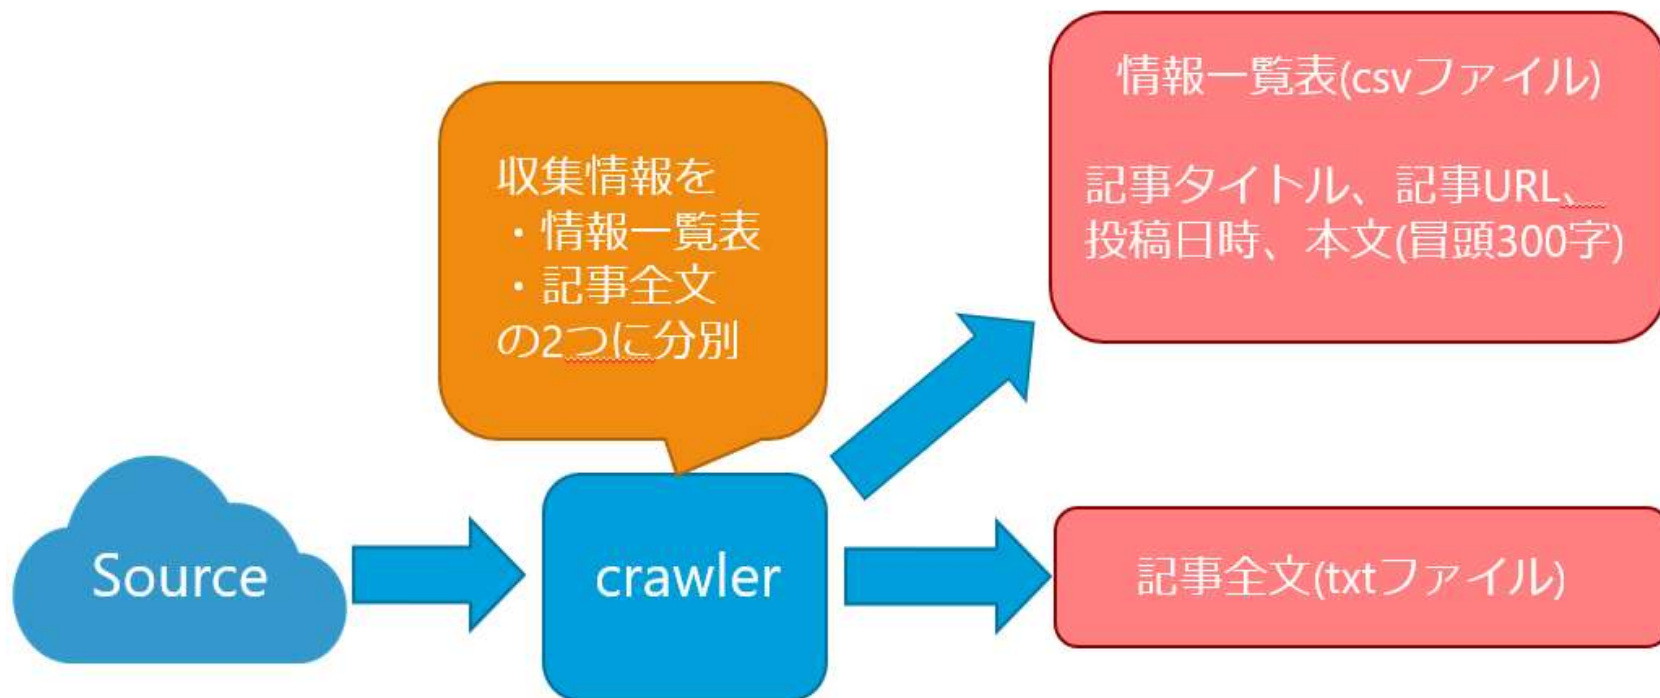 Source
crawler
収集情報を
・情報一覧表
・記事全文
の2つに分別
情報一覧表(csvファイル)
記事タイトル、記事URL、
投稿日時、本文(冒頭300字)
記事全文(txtファイル)